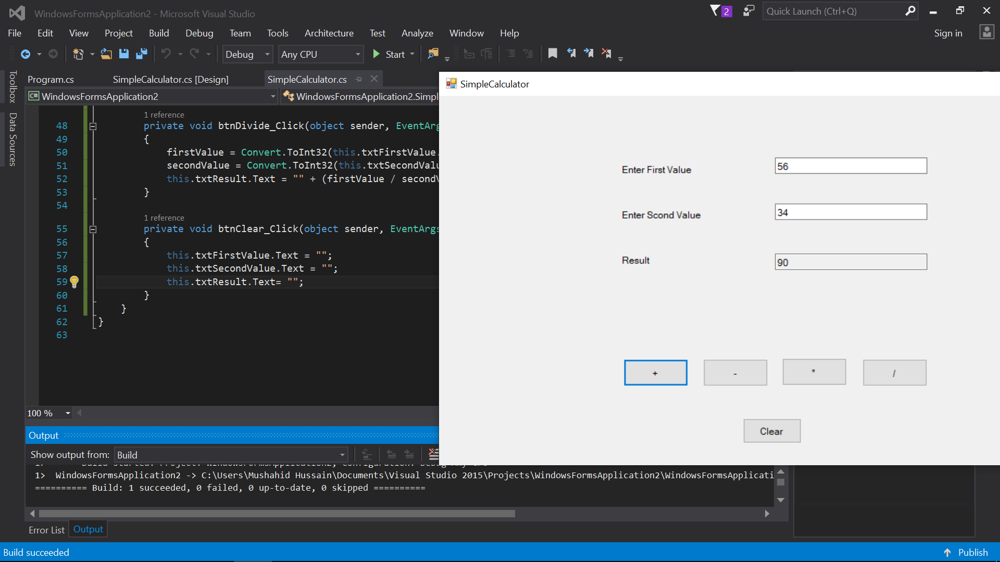 WindowsFormsApplication2 - Microsoft Visual Studio
2
Quick Launch (Ctrl+Q)
File Edit View Project Build Debug Team Tools Architecture Test Analyze Window Help
Sign in
Debug Any CPU Start
Toolbox
Data Sources
Program.cs SimpleCalculator.cs [Design] SimpleCalculator.cs
C# WindowsFormsApplication2 WindowsFormsApplication2.Simpl
1 reference
48 private void btnDivide_Click(object sender, EventArg
49 {
50 firstValue = Convert.ToInt32(this.txtFirstValue.
51 secondValue = Convert.ToInt32(this.txtSecondValu
52 this.txtResult.Text = "" + (firstValue / secondV
53 }
54
1 reference
55 private void btnClear_Click(object sender, EventArgs
56 {
57 this.txtFirstValue.Text = "";
58 this.txtSecondValue.Text = "";
59 this.txtResult.Text= "";
60 }
61 }
62 }
63
100 %
SimpleCalculator
Enter First Value 56
Enter Scond Value 34
Result 90
+ - * /
Clear
Output
Show output from: Build
1> WindowsFormsApplication2 -> C:\Users\Mushahid Hussain\Documents\Visual Studio 2015\Projects\WindowsFormsApplication2\WindowsFormsApplicati
========== Build: 1 succeeded, 0 failed, 0 up-to-date, 0 skipped ==========
Error List Output
Build succeeded
Publish